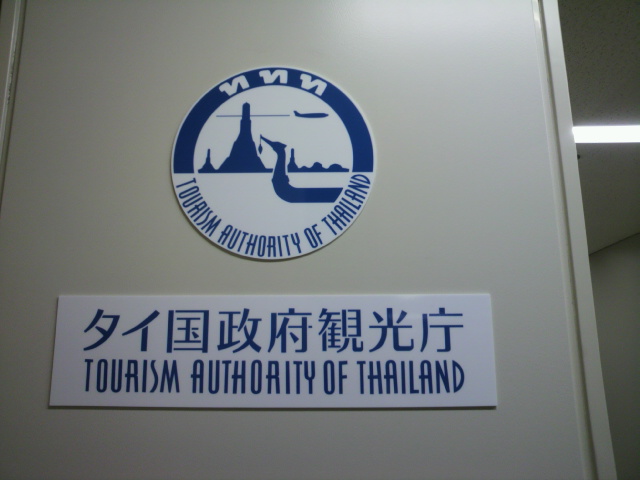 ททท
TOURISM AUTHORITY OF THAILAND
タイ国政府観光庁
TOURISM AUTHORITY OF THAILAND